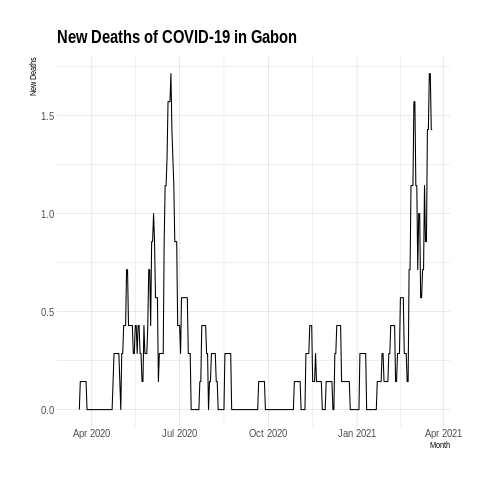 New Deaths of COVID-19 in Gabon
New Deaths
1.5
1.0
0.5
0.0
Apr 2020 Jul 2020 Oct 2020 Jan 2021 Apr 2021
Month